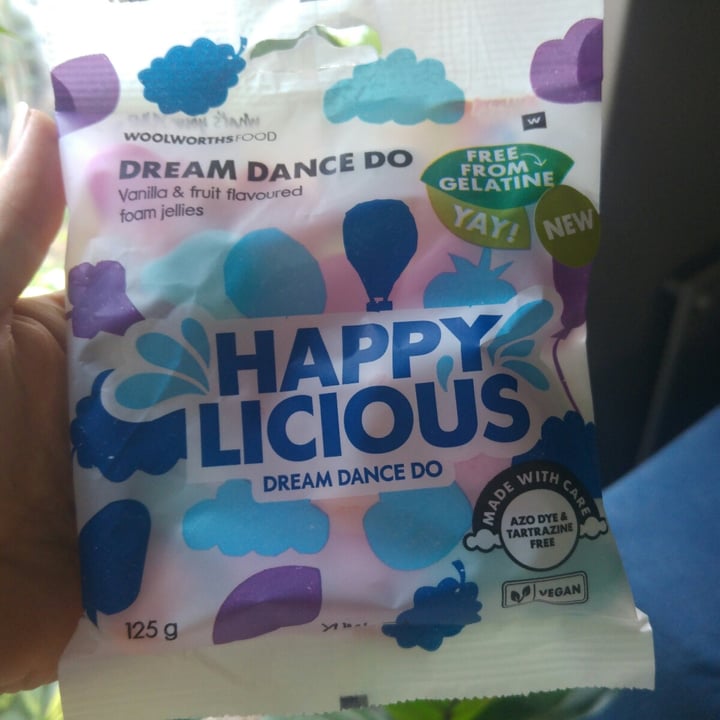 WOOLWORTHSFOOD
DREAM DANCE DO
Vanilla & fruit flavoured
foam jellies
W
FREE
FROM
GELATINE
YAY!
NEW
HAPPY
LICIOUS
DREAM DANCE DO
MADE WITH CARE
AZO DYE &
TARTRAZINE
FREE
VEGAN
125 g